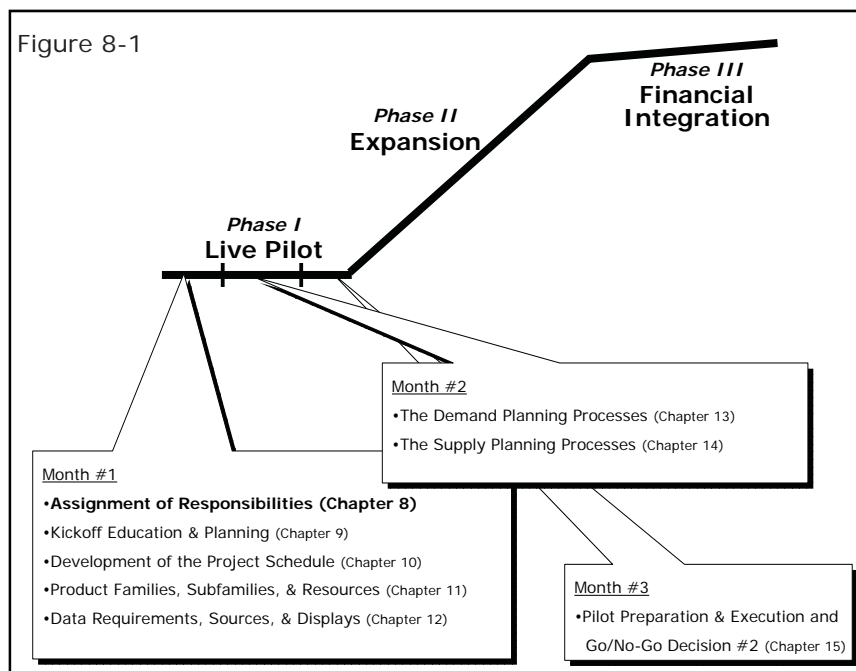 Figure 8-1
Phase III
Financial
Integration
Phase II
Expansion
Phase I
Live Pilot
Month #2
•The Demand Planning Processes (Chapter 13)
•The Supply Planning Processes (Chapter 14)
Month #1
•Assignment of Responsibilities (Chapter 8)
•Kickoff Education & Planning (Chapter 9)
•Development of the Project Schedule (Chapter 10)
•Product Families, Subfamilies, & Resources (Chapter 11)
•Data Requirements, Sources, & Displays (Chapter 12)
Month #3
•Pilot Preparation & Execution and
Go/No-Go Decision #2 (Chapter 15)